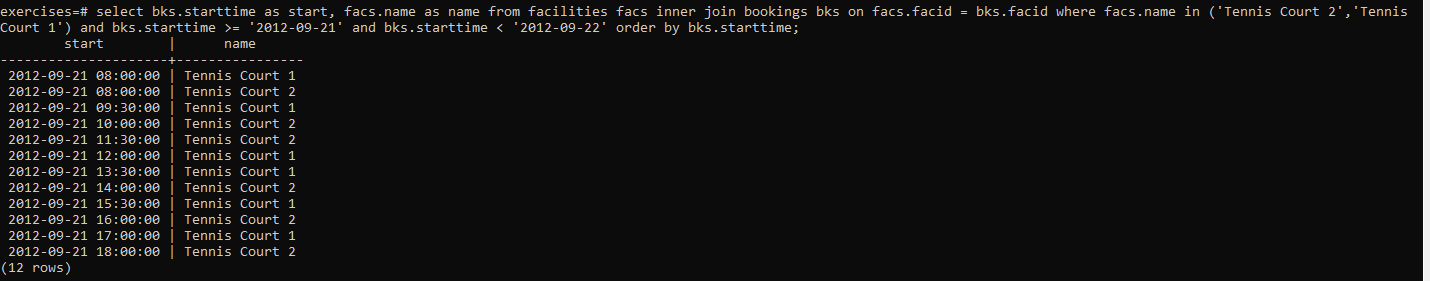 exercises=# select bks.starttime as start, facs.name as name from facilities facs inner join bookings bks on facs.facid = bks.facid where facs.name in ('Tennis Court 2','Tennis
Court 1') and bks.starttime >= '2012-09-21' and bks.starttime < '2012-09-22' order by bks.starttime;
        start        |      name
---------------------+----------------
 2012-09-21 08:00:00 | Tennis Court 1
 2012-09-21 08:00:00 | Tennis Court 2
 2012-09-21 09:30:00 | Tennis Court 1
 2012-09-21 10:00:00 | Tennis Court 2
 2012-09-21 11:30:00 | Tennis Court 2
 2012-09-21 12:00:00 | Tennis Court 1
 2012-09-21 13:30:00 | Tennis Court 1
 2012-09-21 14:00:00 | Tennis Court 2
 2012-09-21 15:30:00 | Tennis Court 1
 2012-09-21 16:00:00 | Tennis Court 2
 2012-09-21 17:00:00 | Tennis Court 1
 2012-09-21 18:00:00 | Tennis Court 2
(12 rows)